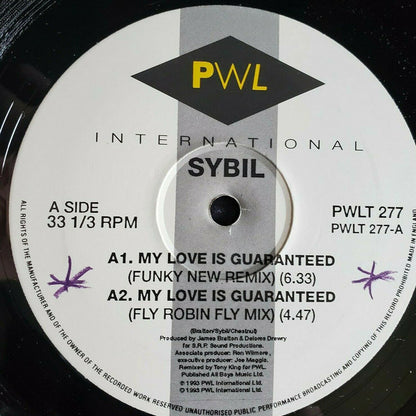 PWL
INTERNATIONAL
SYBIL
A SIDE
33 1/3 RPM
PWLT 277
PWLT 277-A
A1. MY LOVE IS GUARANTEED
(FUNKY NEW REMIX) (6.33)
A2. MY LOVE IS GUARANTEED
(FLY ROBIN FLY MIX) (4.47)
(Bratten/Sybil/Chestnut)
Produced by James Bratton & Delores Drewry
for S.R.F. Sound Productions.
Associate producer: Ron Wilmore,
executive producer: Joe Maggio.
Remixed by Tony King for PWL.
Published All Boys Music Ltd.
℗ 1993 PWL International Ltd.
© 1993 PWL International Ltd.
ALL RIGHTS OF THE MANUFACTURER AND OF THE OWNER OF THE RECORDED WORK RESERVED UNAUTHORISED PUBLIC PERFORMANCE BROADCASTING AND COPYING OF THIS RECORD PROHIBITED MADE IN ENGLAND